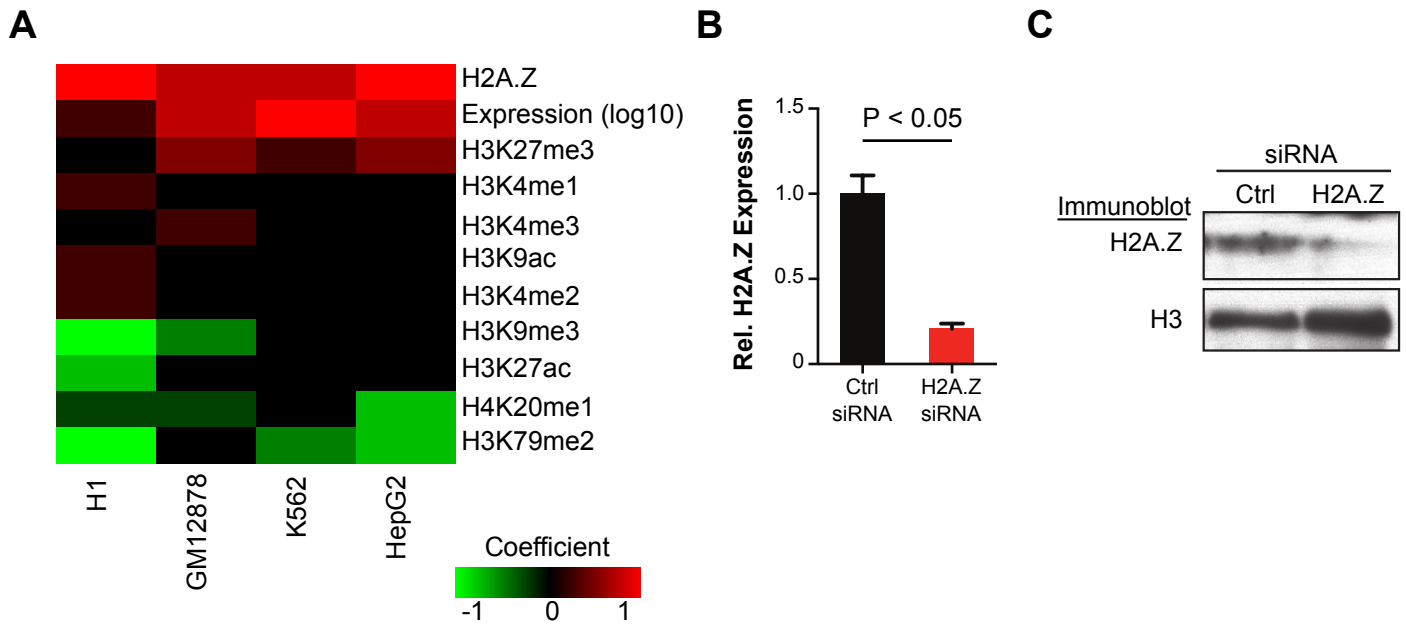 A
H2A.Z
Expression (log10)
H3K27me3
H3K4me1
H3K4me3
H3K9ac
H3K4me2
H3K9me3
H3K27ac
H4K20me1
H3K79me2
H1
GM12878
K562
HepG2
Coefficient
-1 0 1
B
Rel. H2A.Z Expression
1.5
1.0
0.5
0
P < 0.05
Ctrl
siRNA
H2A.Z
siRNA
C
siRNA
Ctrl H2A.Z
Immunoblot
H2A.Z
H3